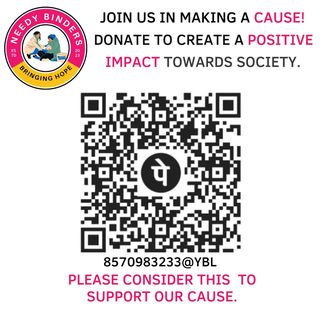 NEEDY BINDERS
BRINGING HOPE
JOIN US IN MAKING A CAUSE!
DONATE TO CREATE A POSITIVE
IMPACT TOWARDS SOCIETY.
पे
8570983233@YBL
PLEASE CONSIDER THIS TO
SUPPORT OUR CAUSE.